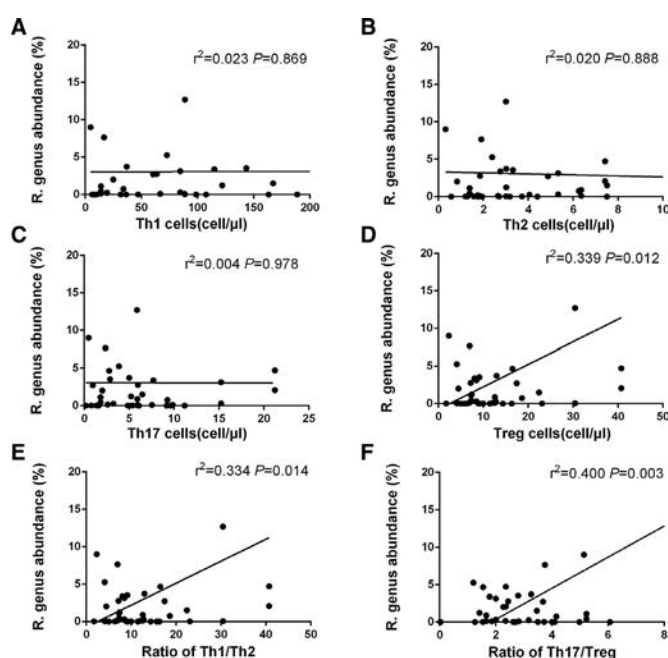 A
R. genus abundance (%)
20
15
10
5
0
r²=0.023 P=0.869
0 50 100 150 200
Th1 cells(cell/µl)
B
R. genus abundance (%)
20
15
10
5
0
r²=0.020 P=0.888
0 2 4 6 8 10
Th2 cells(cell/µl)
C
R. genus abundance (%)
20
15
10
5
0
r²=0.004 P=0.978
0 5 10 15 20 25
Th17 cells(cell/µl)
D
R. genus abundance (%)
20
15
10
5
0
r²=0.339 P=0.012
0 10 20 30 40 50
Treg cells(cell/µl)
E
R. genus abundance (%)
20
15
10
5
0
r²=0.334 P=0.014
0 10 20 30 40 50
Ratio of Th1/Th2
F
R. genus abundance (%)
20
15
10
5
0
r²=0.400 P=0.003
0 2 4 6 8
Ratio of Th17/Treg